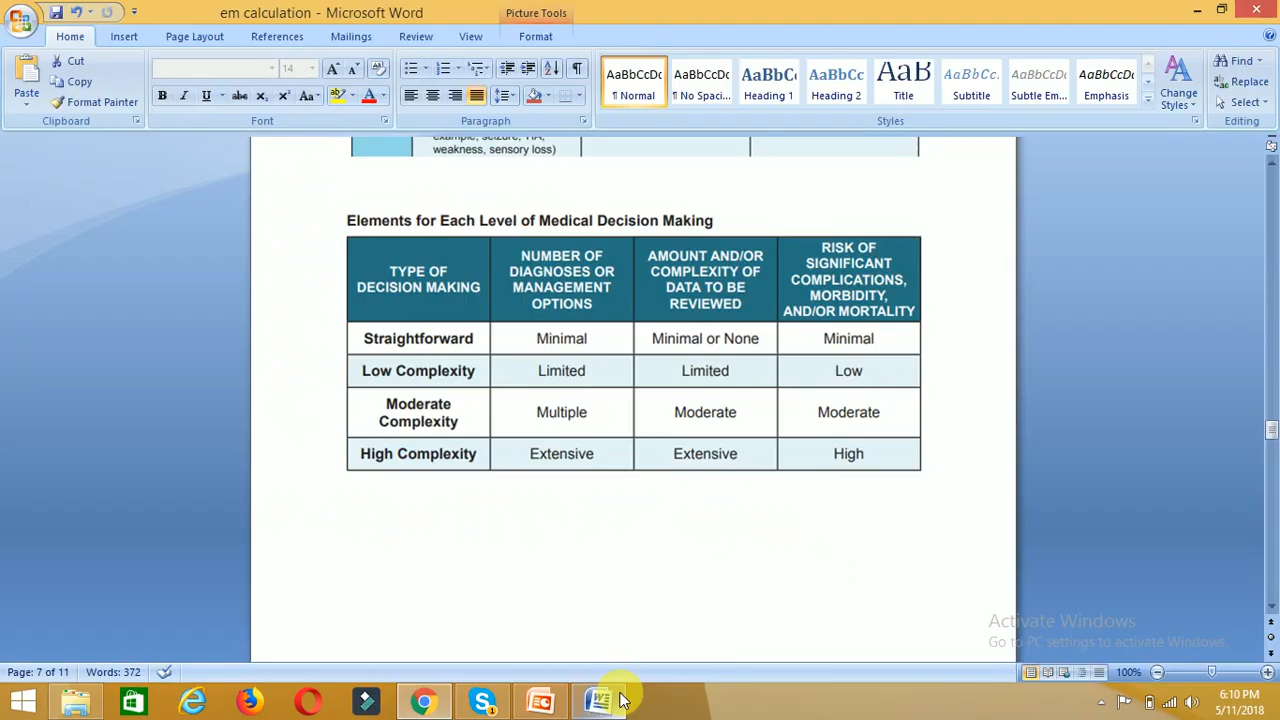 em calculation - Microsoft Word
Picture Tools
Home
Insert
Page Layout
References
Mailings
Review
View
Format
Paste
Cut
Copy
Format Painter
Clipboard
14
Font
Paragraph
AaBbCcDc
¶ Normal
AaBbCcDc
¶ No Spaci...
AaBbC
Heading 1
AaBbCc
Heading 2
AaB
Title
AaBbCc.
Subtitle
AaBbCcDc
Subtle Em...
AaBbCcDc
Emphasis
Change
Styles
Styles
Find
Replace
Select
Editing
weakness, sensory loss)
Elements for Each Level of Medical Decision Making
TYPE OF
DECISION MAKING
NUMBER OF
DIAGNOSES OR
MANAGEMENT
OPTIONS
AMOUNT AND/OR
COMPLEXITY OF
DATA TO BE
REVIEWED
RISK OF
SIGNIFICANT
COMPLICATIONS,
MORBIDITY,
AND/OR MORTALITY
Straightforward
Minimal
Minimal or None
Minimal
Low Complexity
Limited
Limited
Low
Moderate
Complexity
Multiple
Moderate
Moderate
High Complexity
Extensive
Extensive
High
Activate Windows
Go to PC settings to activate Windows.
Page: 7 of 11
Words: 372
100%
6:10 PM
5/11/2018